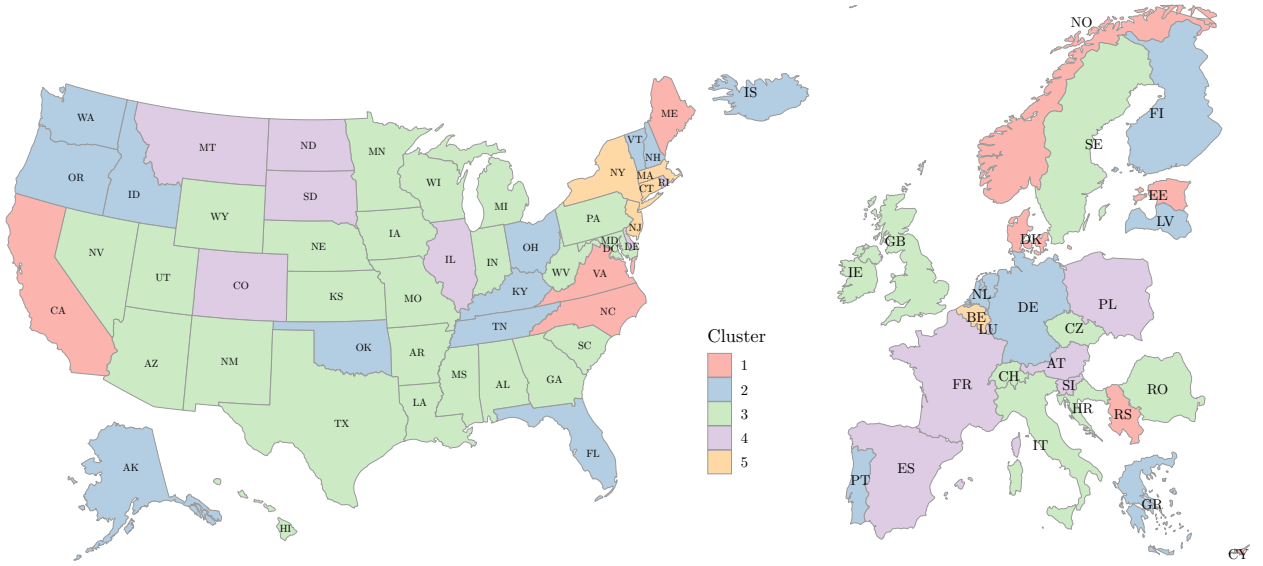 NO
ME
IS
WA
VT
FI
MT
ND
MN
NH
SE
OR
ID
SD
WI
NY
MA
CT
RI
EE
WY
MI
PA
LV
NV
NE
IA
NJ
DK
GB
UT
CO
IL
IN
OH
MD
DC
DE
IE
WV
VA
NL
DE
PL
CA
KS
MO
KY
NC
BE
LU
CZ
TN
Cluster
1
2
3
4
5
AZ
NM
OK
AR
SC
MS
AL
GA
CH
AT
SI
FR
RO
LA
HR
RS
TX
IT
AK
FL
PT
ES
GR
HI
CY